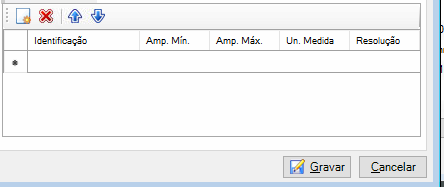 Identificação Amp. Mín. Amp. Máx. Un. Medida Resolução
Gravar Cancelar